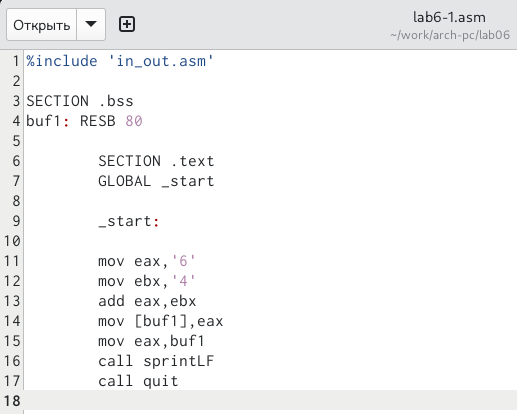 Открыть
lab6-1.asm
~/work/arch-pc/lab06
1 %include 'in_out.asm'
2
3 SECTION .bss
4 buf1: RESB 80
5
6 SECTION .text
7 GLOBAL _start
8
9 _start:
10
11 mov eax,'6'
12 mov ebx,'4'
13 add eax,ebx
14 mov [buf1],eax
15 mov eax,buf1
16 call sprintLF
17 call quit
18